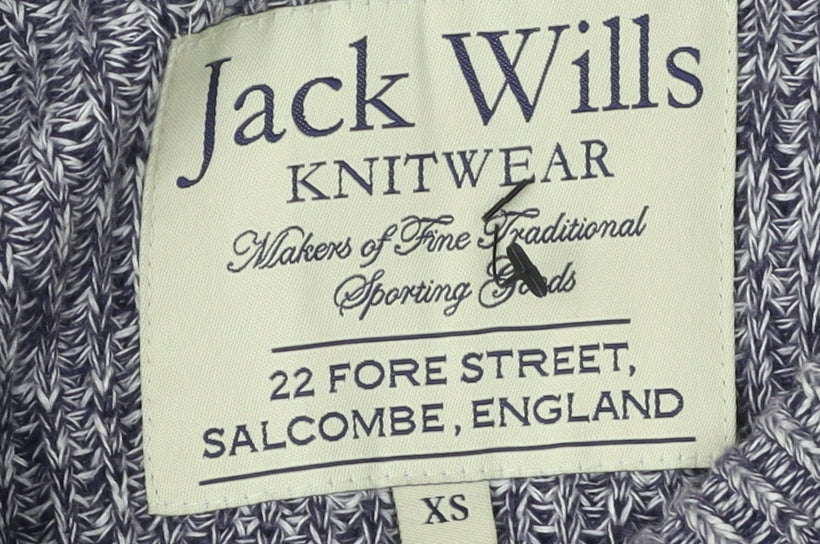 Jack Wills
KNITWEAR
Makers of Fine Traditional
Sporting Goods
22 FORE STREET,
SALCOMBE, ENGLAND
XS